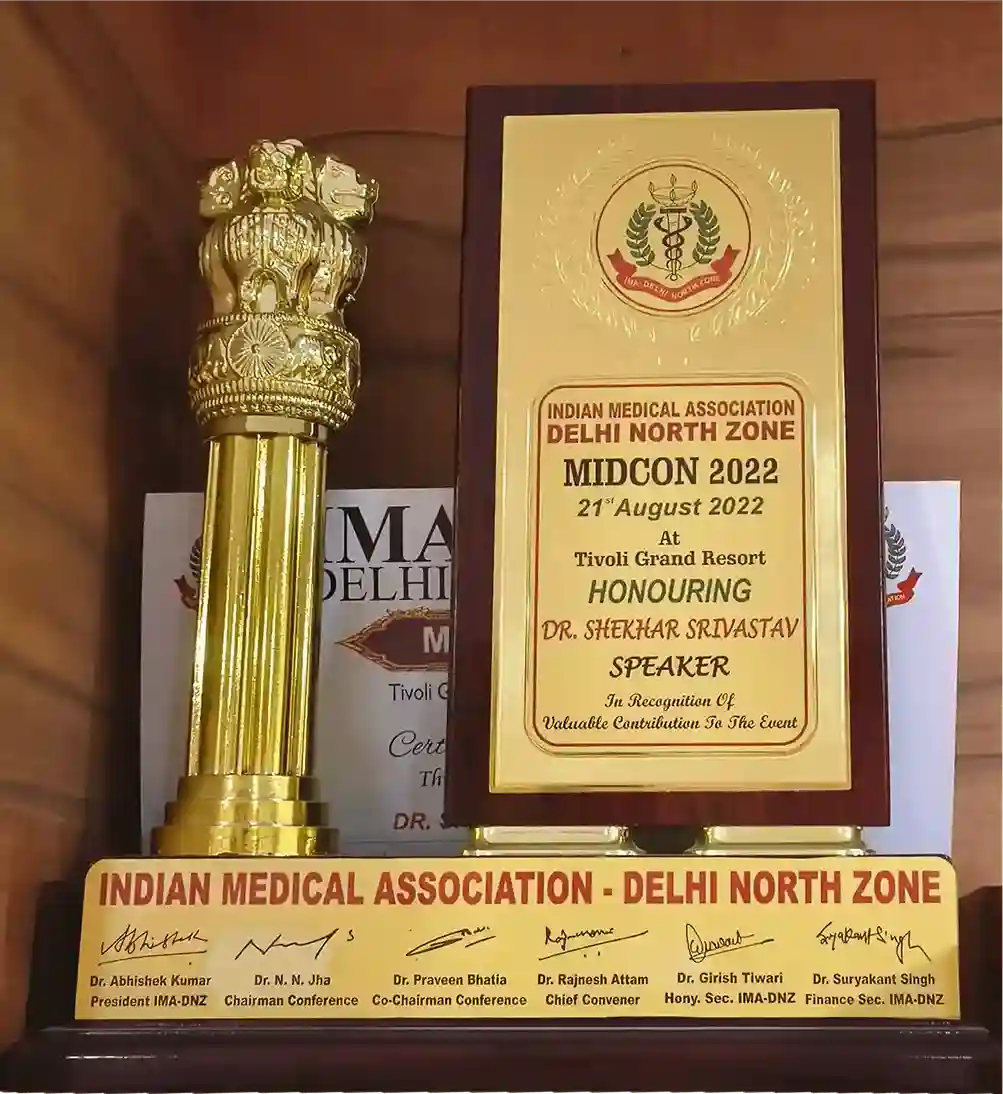 IMA-DELHI NORTH ZONE
INDIAN MEDICAL ASSOCIATION
DELHI NORTH ZONE
MIDCON 2022
21st August 2022
At
Tivoli Grand Resort
HONOURING
DR. SHEKHAR SRIVASTAV
SPEAKER
In Recognition Of
Valuable Contribution To The Event
IMA
DELHI
M
Tivoli G
Cert
Th
DR. S
INDIAN MEDICAL ASSOCIATION - DELHI NORTH ZONE
Dr. Abhishek Kumar
President IMA-DNZ
Dr. N. N. Jha
Chairman Conference
Dr. Praveen Bhatia
Co-Chairman Conference
Dr. Rajnesh Attam
Chief Convener
Dr. Girish Tiwari
Hony. Sec. IMA-DNZ
Dr. Suryakant Singh
Finance Sec. IMA-DNZ